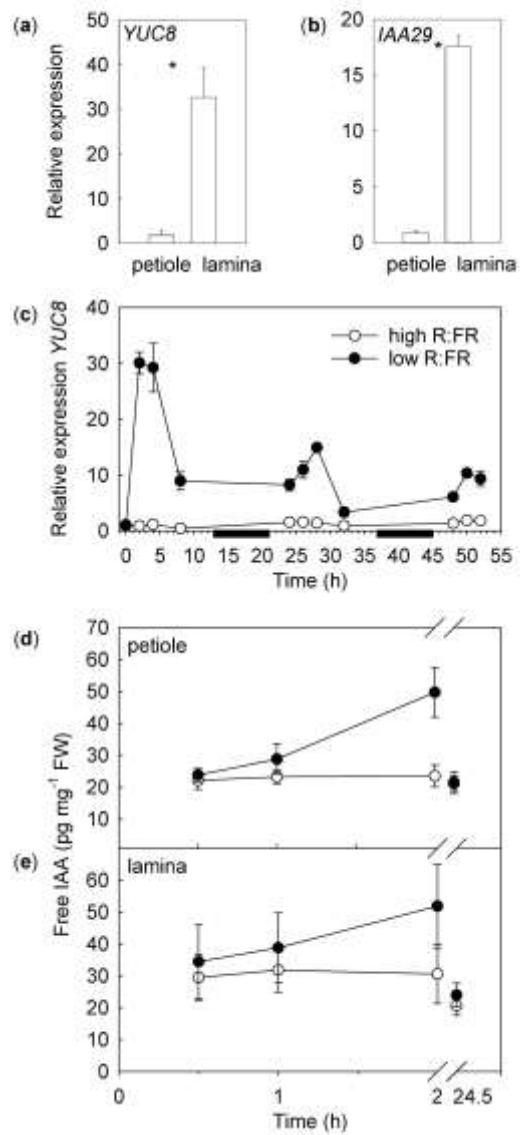 (a)
YUC8
*
50
40
30
20
10
0
Relative expression
petiole lamina
(b)
IAA29
*
20
15
10
5
0
petiole lamina
(c)
Relative expression YUC8
40
30
20
10
0
high R:FR
low R:FR
0 5 10 15 20 25 30 35 40 45 50 55
Time (h)
(d)
petiole
70
60
50
40
30
20
10
Free IAA (pg mg⁻¹ FW)
(e)
lamina
60
50
40
30
20
10
0
0 1 2 24.5
Time (h)